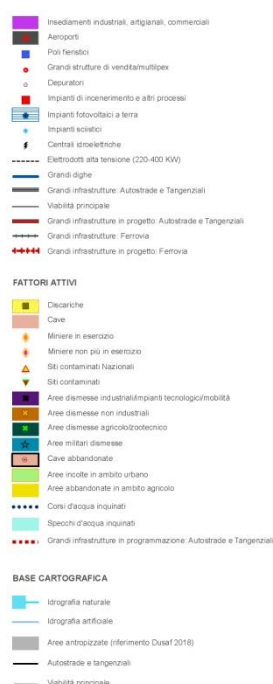 Insediamenti industriali, artigianali, commerciali
Aeroporti
Poli fieristici
Grandi strutture di vendita/multiplex
Depuratori
Impianti di incenerimento e altri processi
Impianti fotovoltaici a terra
Impianti sciistici
Centrali idroelettriche
Elettrodotti alta tensione (220-400 KW)
Grandi dighe
Grandi infrastrutture: Autostrade e Tangenziali
Viabilità principale
Grandi infrastrutture in progetto: Autostrade e Tangenziali
Grandi infrastrutture: Ferrovia
Grandi infrastrutture in progetto: Ferrovia
FATTORI ATTIVI
Discariche
Cave
Miniere in esercizio
Miniere non più in esercizio
Siti contaminati Nazionali
Siti contaminati
Aree dismesse industriali/impianti tecnologici/mobilità
Aree dismesse non industriali
Aree dismesse agricolo/zootecnico
Aree militari dismesse
Cave abbandonate
Aree incolte in ambito urbano
Aree abbandonate in ambito agricolo
Corsi d'acqua inquinati
Specchi d'acqua inquinati
Grandi infrastrutture in programmazione: Autostrade e Tangenziali
BASE CARTOGRAFICA
Idrografia naturale
Idrografia artificiale
Aree antropizzate (riferimento Dusaf 2018)
Autostrade e tangenziali
Viabilità principale